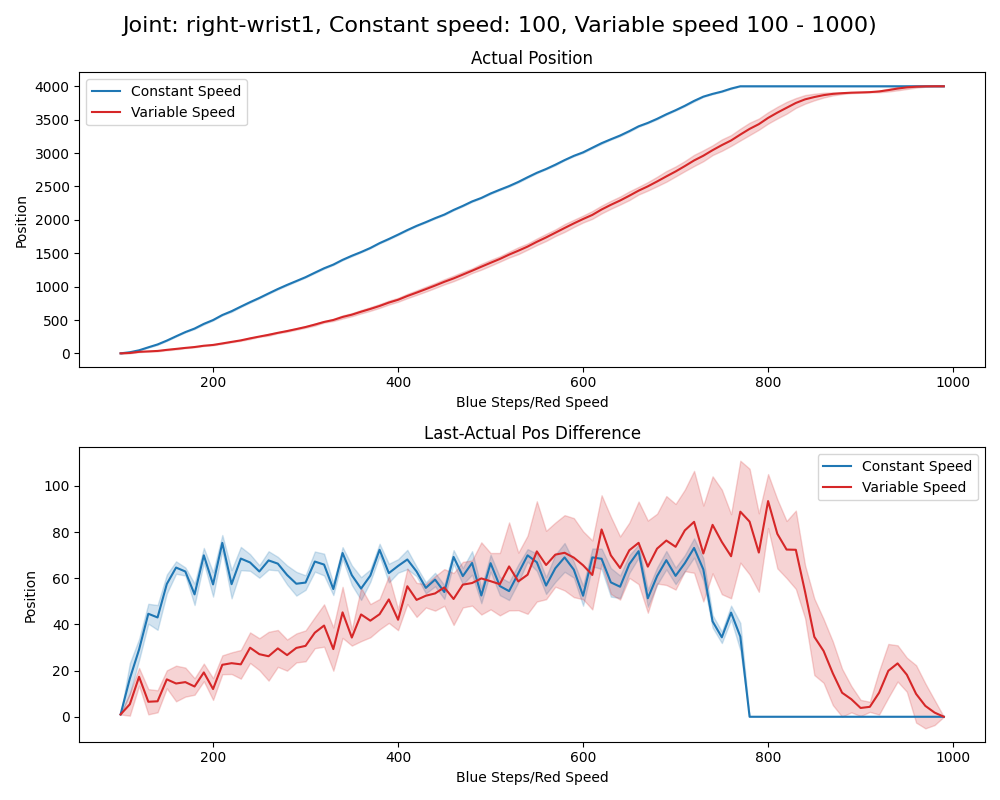 Joint: right-wrist1, Constant speed: 100, Variable speed 100 - 1000)
Actual Position
Constant Speed
Variable Speed
4000
3500
3000
2500
2000
1500
1000
500
0
Position
200 400 600 800 1000
Blue Steps/Red Speed
Last-Actual Pos Difference
Constant Speed
Variable Speed
100
80
60
40
20
0
Position
200 400 600 800 1000
Blue Steps/Red Speed